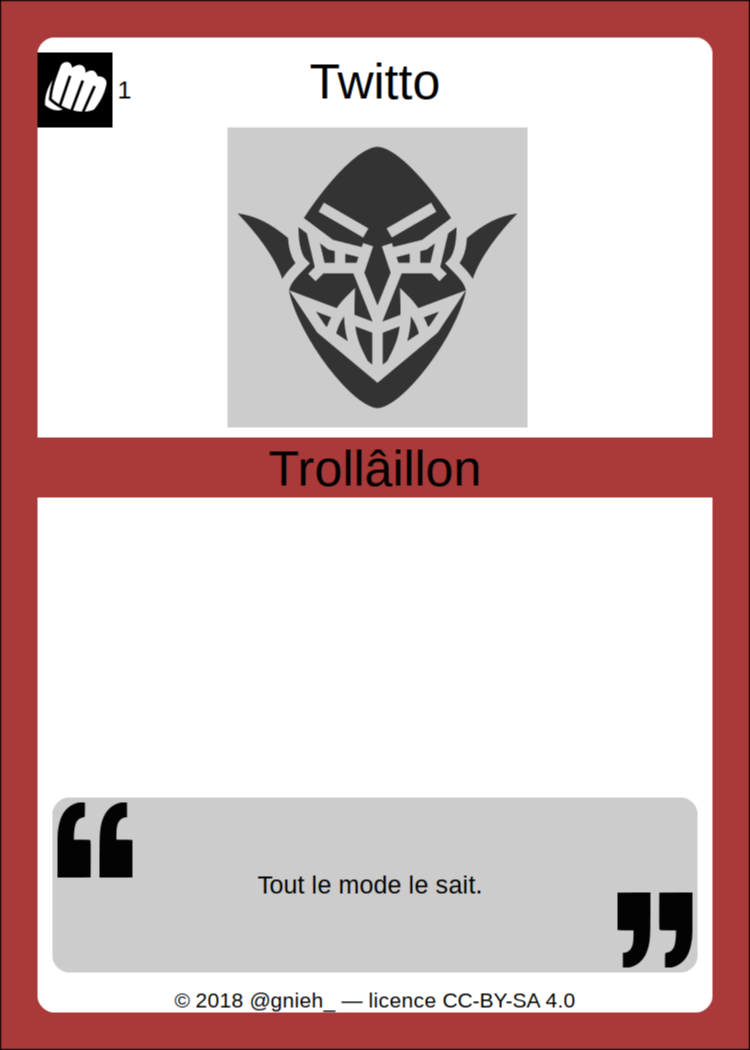 Twitto
1
Trollâillon
Tout le mode le sait.
© 2018 @gnieh_ — licence CC-BY-SA 4.0